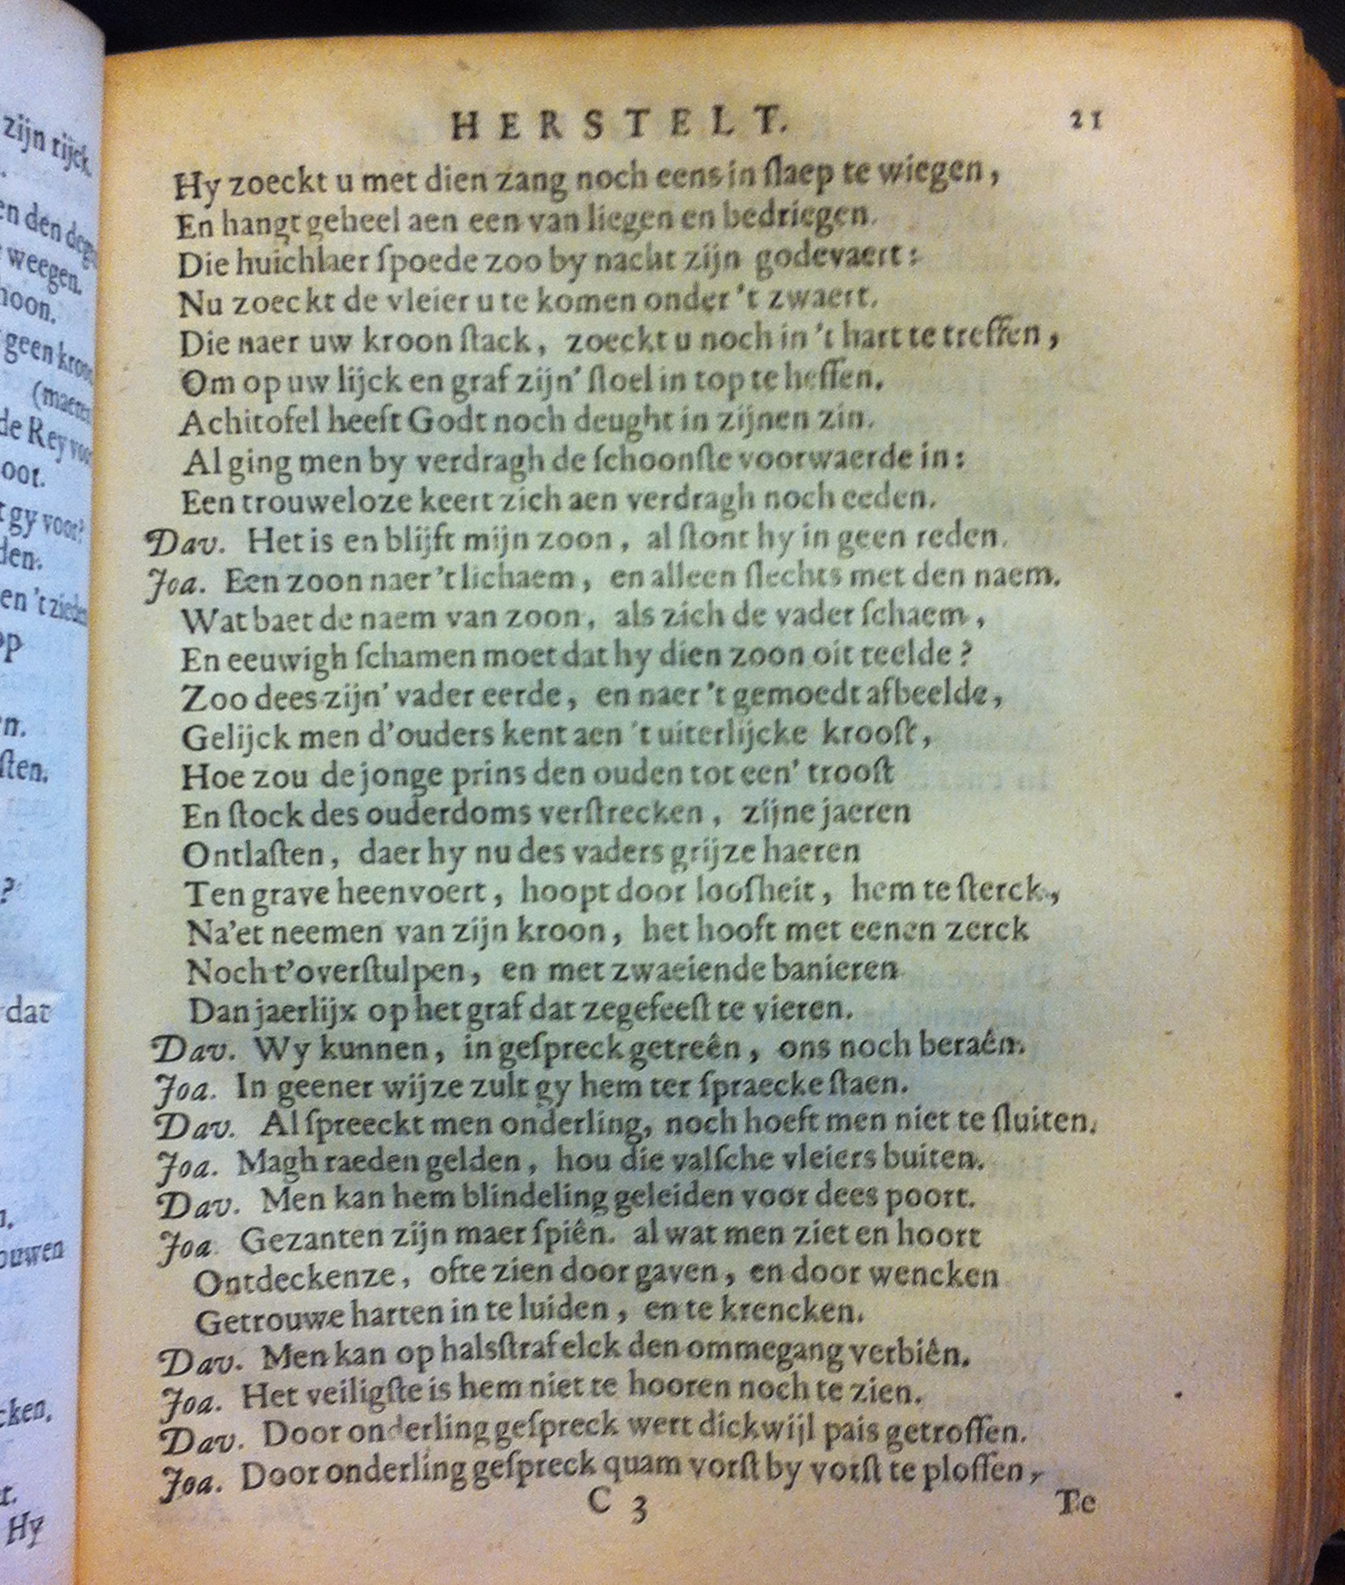 HERSTELT. 21
Hy zoeckt u met dien zang noch eens in ſlaep te wiegen,
En hangt geheel aen een van liegen en bedriegen.
Die huichlaer ſpoede zoo by nacht zijn godevaert:
Nu zoeckt de vleier u te komen onder 't zwaert.
Die naer uw kroon ſtack, zoeckt u noch in 't hart te treffen,
Om op uw lijck en graf zijn' ſtoel in top te heffen.
Achitofel heeft Godt noch deught in zijnen zin.
Al ging men by verdragh de ſchoonſte voorwaerde in:
Een trouweloze keert zich aen verdragh noch eeden.
Dav. Het is en blijft mijn zoon, al ſtont hy in geen reden.
Joa. Een zoon naer 't lichaem, en alleen ſlechts met den naem.
Wat baet de naem van zoon, als zich de vader ſchaem,
En eeuwigh ſchamen moet dat hy dien zoon oit teelde?
Zoo dees zijn' vader eerde, en naer 't gemoedt afbeelde,
Gelijck men d'ouders kent aen 't uiterlijcke krooſt,
Hoe zou de jonge prins den ouden tot een' trooſt
En ſtock des ouderdoms verſtrecken, zijne jaeren
Ontlaſten, daer hy nu des vaders grijze haeren
Ten grave heenvoert, hoopt door loosheit, hem te ſterck,
Na'et neemen van zijn kroon, het hooft met eenen zerck
Noch t'overſtulpen, en met zwaeiende banieren
Dan jaerlijx op het graf dat zegefeeſt te vieren.
Dav. Wy kunnen, in geſpreck getreên, ons noch beraên.
Joa. In geener wijze zult gy hem ter ſpraecke ſtaen.
Dav. Al ſpreeckt men onderling, noch hoeft men niet te ſluiten.
Joa. Magh raeden gelden, hou die valſche vleiers buiten.
Dav. Men kan hem blindeling geleiden voor dees poort.
Joa. Gezanten zijn maer ſpiên. al wat men ziet en hoort
Ontdeckenze, ofte zien door gaven, en door wencken
Getrouwe harten in te luiden, en te krencken.
Dav. Men kan op halsſtraf elck den ommegang verbiên.
Joa. Het veiligſte is hem niet te hooren noch te zien.
Dav. Door onderling geſpreck wert dickwijl pais getroffen.
Joa. Door onderling geſpreck quam vorſt by vorſt te ploffen,
C 3 Te
zijn rijck.
en den
weegen.
geen
de Rey
gy voor?
en 't
ſten,
dat
Hy